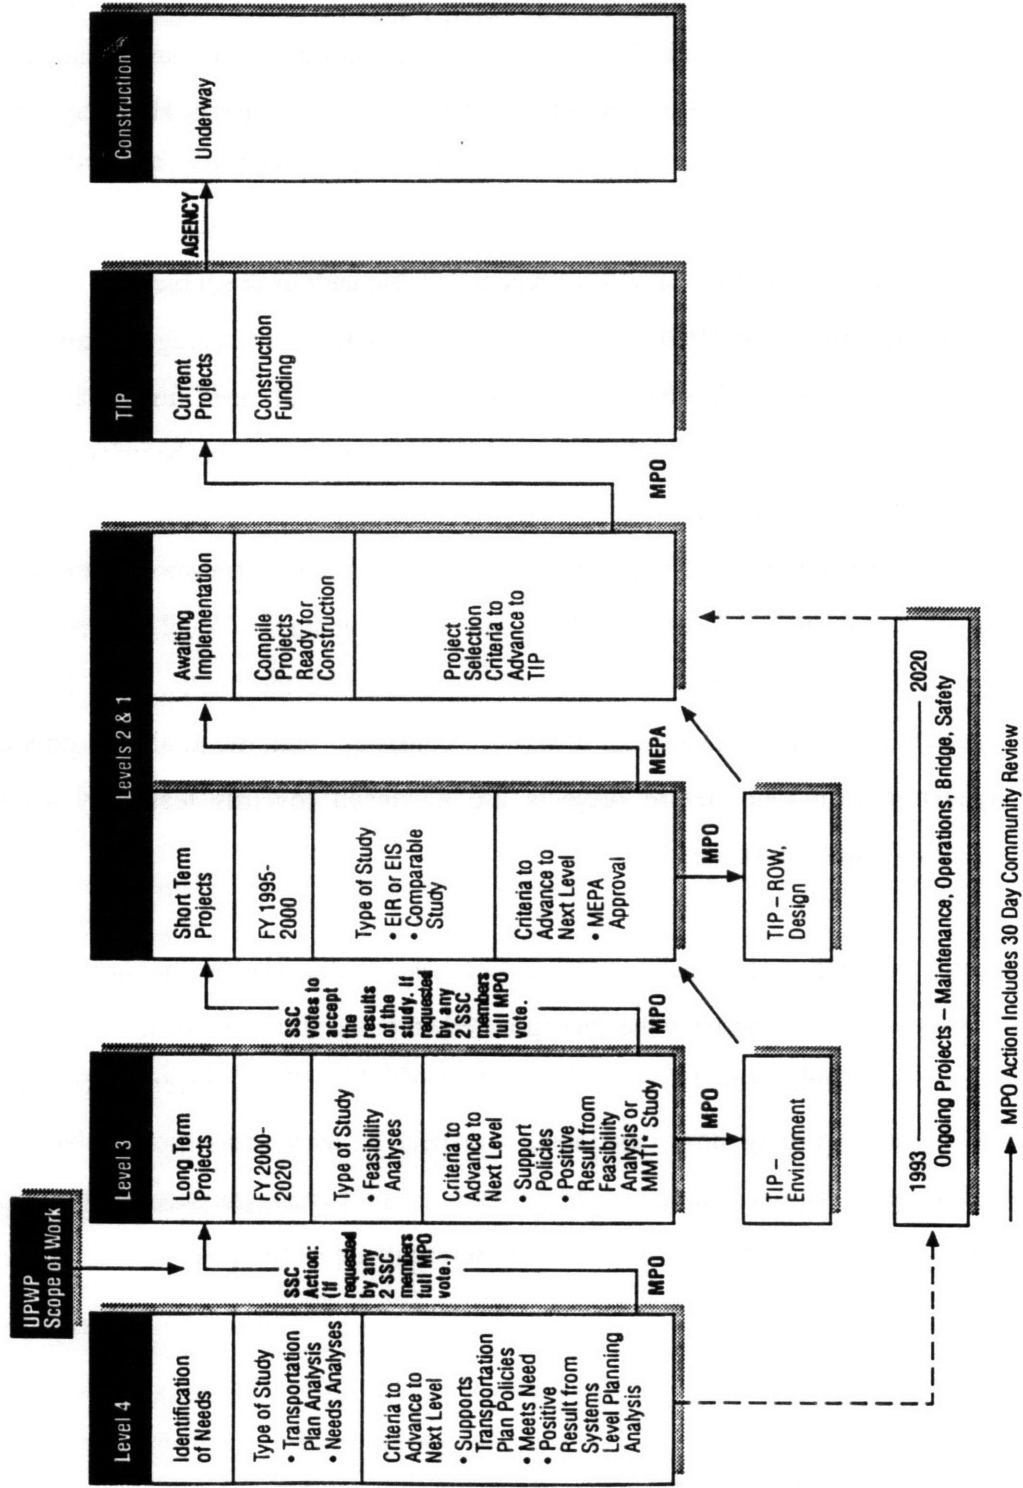 UPWP
Scope of Work
Level 4
Identification
of Needs
Type of Study
• Transportation
Plan Analysis
• Needs Analyses
Criteria to
Advance to
Next Level
• Supports
Transportation
Plan Policies
• Meets Need
• Positive
Result from
Systems
Level Planning
Analysis
SSC
Action:
(if
requested
by any
2 SSC
members
full MPO
vote.)
MPO
Level 3
Long Term
Projects
FY 2000-
2020
Type of Study
• Feasibility
Analyses
Criteria to
Advance to
Next Level
• Support
Policies
• Positive
Result from
Feasibility
Analysis or
MMTI* Study
MPO
TIP –
Environment
SSC
votes to
accept
the
results
of the
study. If
requested
by any
2 SSC
members
full MPO
vote.
MPO
Levels 2 & 1
Short Term
Projects
FY 1995-
2000
Type of Study
• EIR or EIS
• Comparable
Study
Criteria to
Advance to
Next Level
• MEPA
Approval
MPO
TIP – ROW,
Design
MEPA
Awaiting
Implementation
Compile
Projects
Ready for
Construction
Project
Selection
Criteria to
Advance to
TIP
MPO
TIP
Current
Projects
Construction
Funding
AGENCY
Construction
Underway
1993 2020
Ongoing Projects – Maintenance, Operations, Bridge, Safety
MPO Action Includes 30 Day Community Review